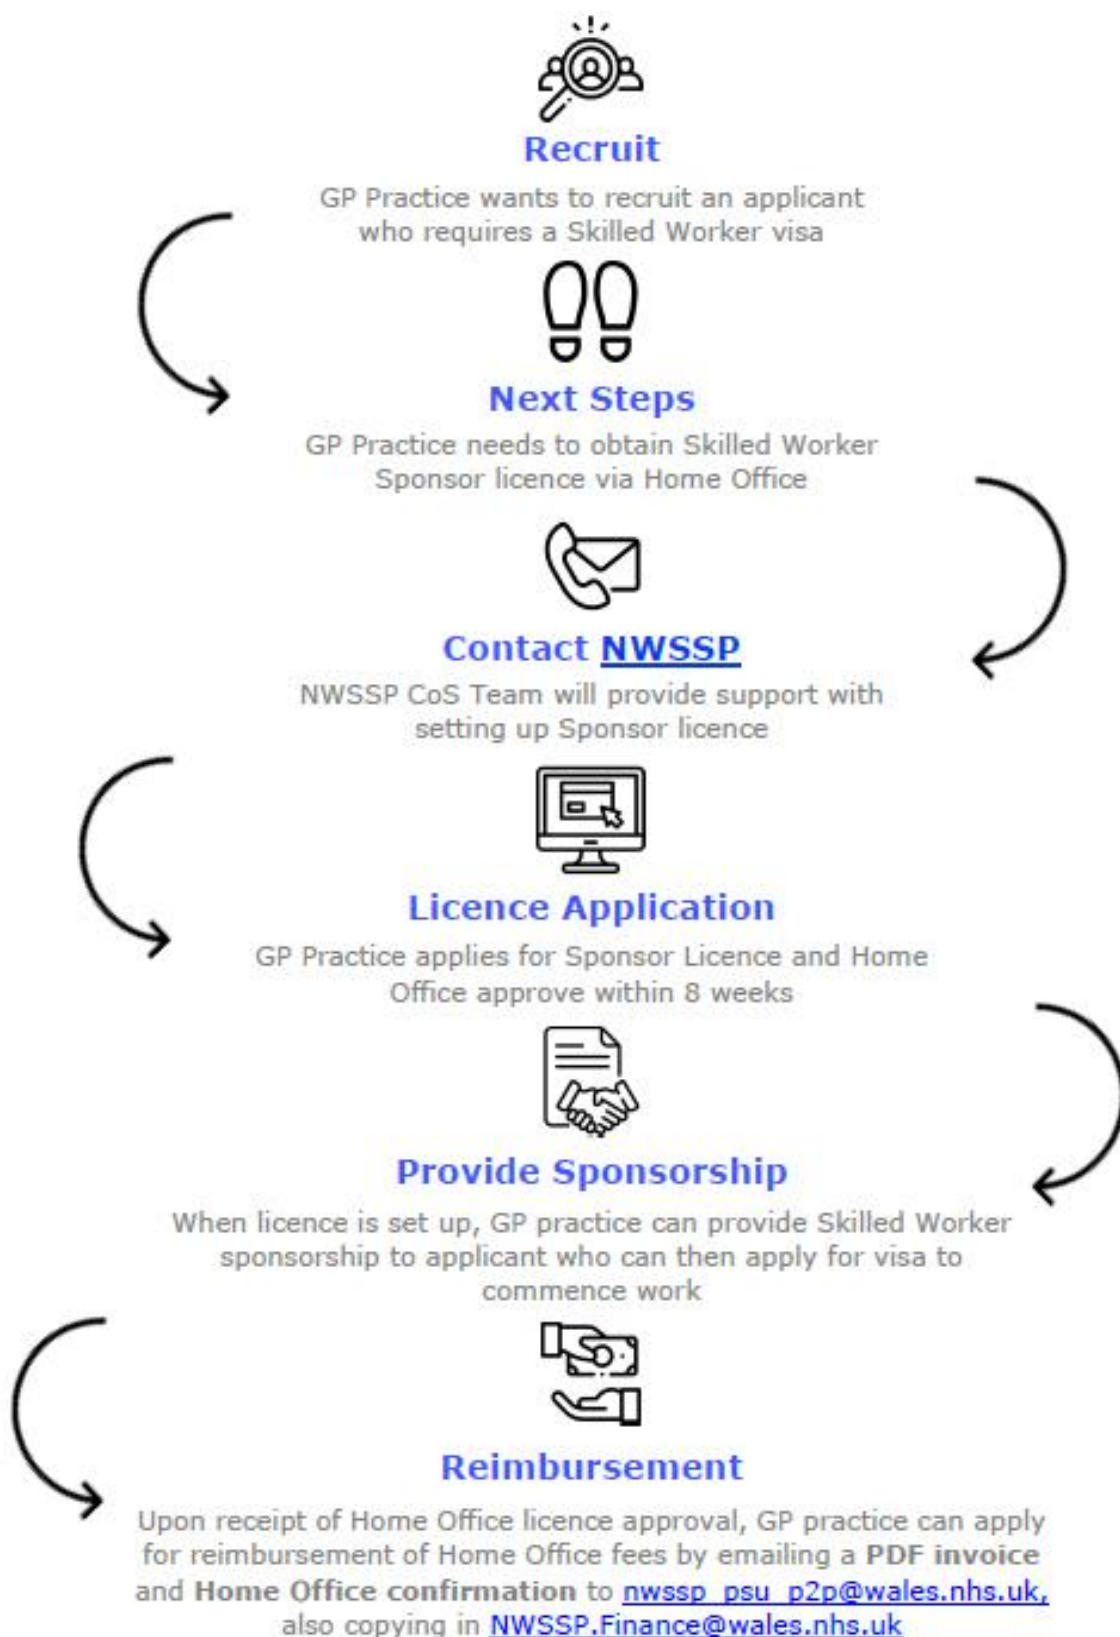 Recruit
GP Practice wants to recruit an applicant
who requires a Skilled Worker visa
Next Steps
GP Practice needs to obtain Skilled Worker
Sponsor licence via Home Office
Contact NWSSP
NWSSP CoS Team will provide support with
setting up Sponsor licence
Licence Application
GP Practice applies for Sponsor Licence and Home
Office approve within 8 weeks
Provide Sponsorship
When licence is set up, GP practice can provide Skilled Worker
sponsorship to applicant who can then apply for visa to
commence work
Reimbursement
Upon receipt of Home Office licence approval, GP practice can apply
for reimbursement of Home Office fees by emailing a PDF invoice
and Home Office confirmation to nwssp_psu_p2p@wales.nhs.uk,
also copying in NWSSP.Finance@wales.nhs.uk